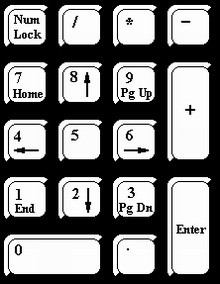 Num / * -
Lock
7 8 9 +
Home Pg Up
4 5 6
1 2 3 Enter
End Pg Dn
0 .